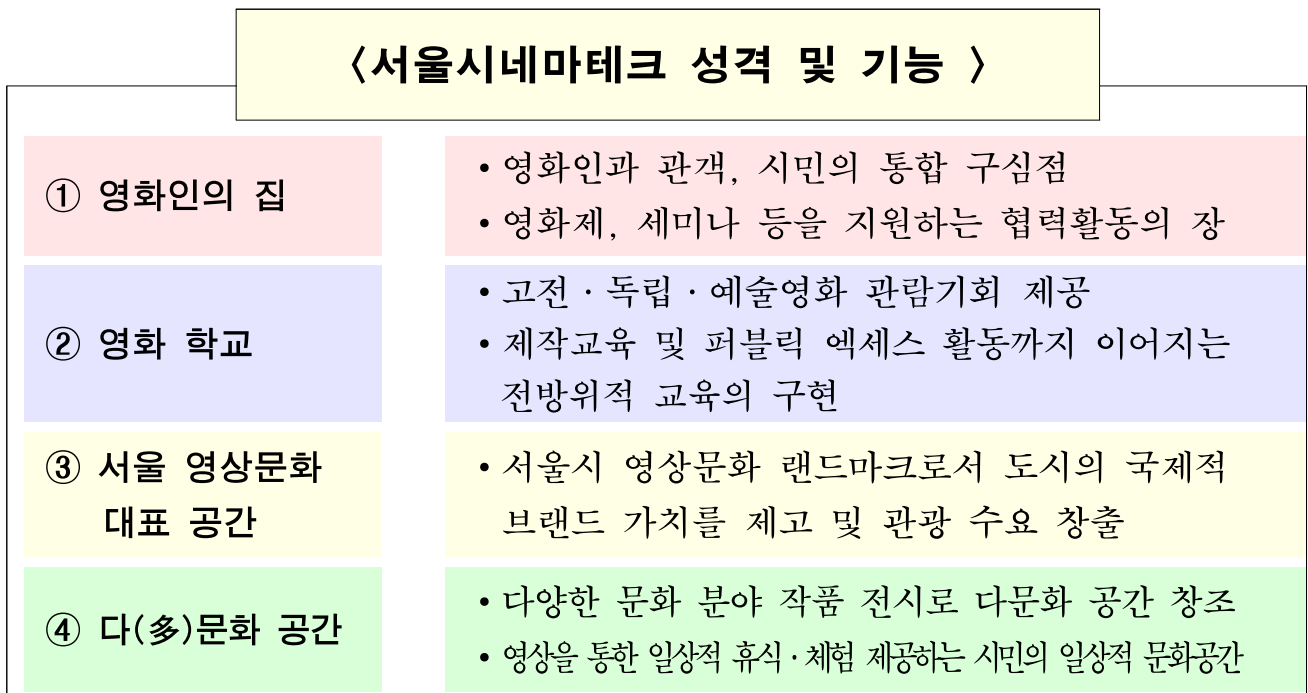 〈서울시네마테크 성격 및 기능 〉
① 영화인의 집
• 영화인과 관객, 시민의 통합 구심점
• 영화제, 세미나 등을 지원하는 협력활동의 장
② 영화 학교
• 고전 · 독립 · 예술영화 관람기회 제공
• 제작교육 및 퍼블릭 엑세스 활동까지 이어지는
전방위적 교육의 구현
③ 서울 영상문화
대표 공간
• 서울시 영상문화 랜드마크로서 도시의 국제적
브랜드 가치를 제고 및 관광 수요 창출
④ 다(多)문화 공간
• 다양한 문화 분야 작품 전시로 다문화 공간 창조
• 영상을 통한 일상적 휴식 · 체험 제공하는 시민의 일상적 문화공간